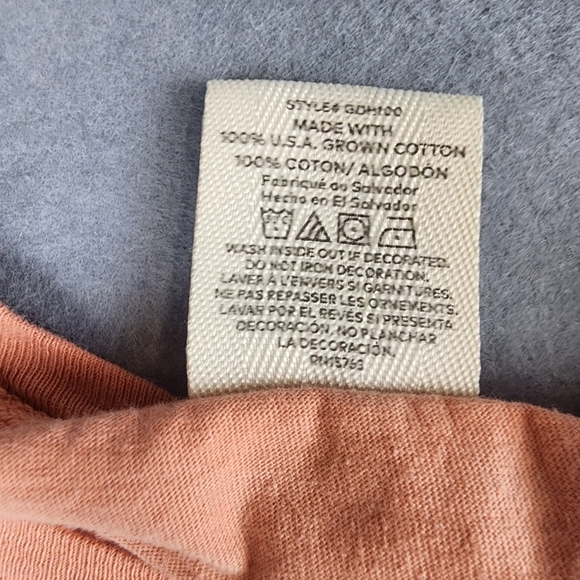 STYLE# GDH100
MADE WITH
100% U.S.A. GROWN COTTON
100% COTON/ ALGODÓN
Fabriqué au Salvador
Hecho en El Salvador
WASH INSIDE OUT IF DECORATED.
DO NOT IRON DECORATION.
LAVER À L'ENVERS SI GARNITURES.
NE PAS REPASSER LES ORNEMENTS.
LAVAR POR EL REVÉS SI PRESENTA
DECORACIÓN. NO PLANCHAR
LA DECORACIÓN.
RN15763